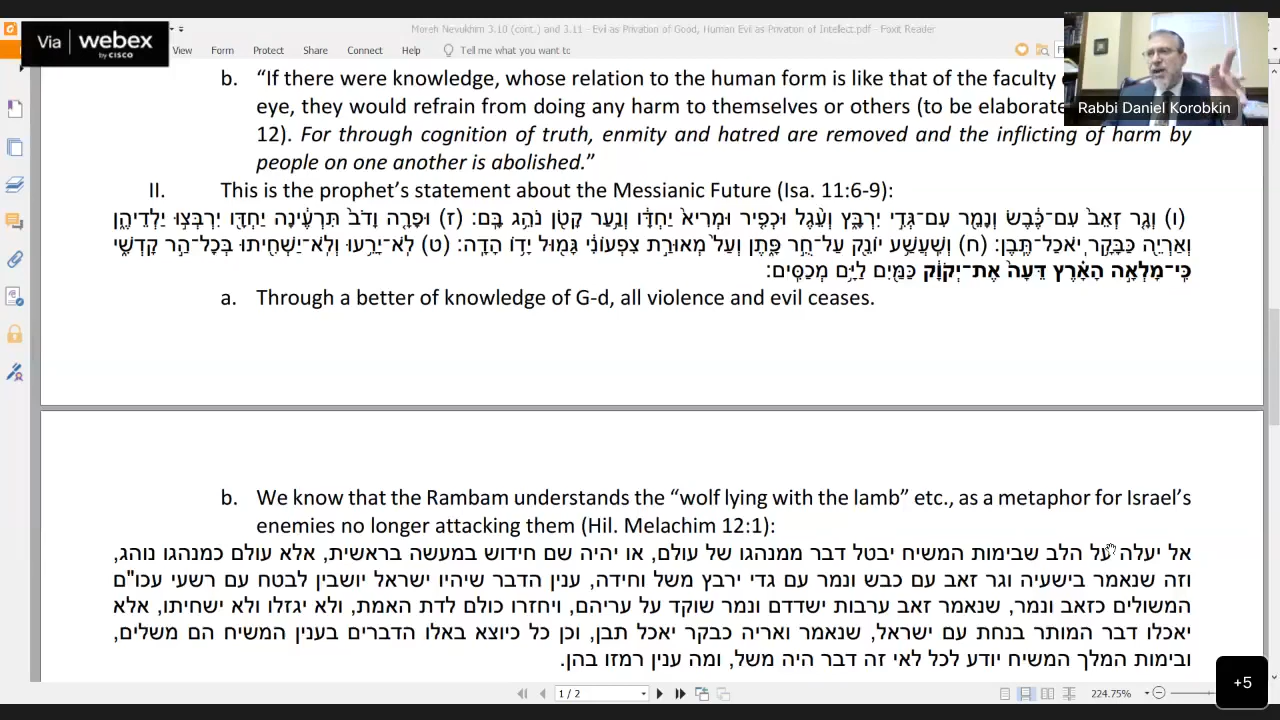 Moreh Nevukhim 3.10 (cont.) and 3.11 - Evil as Privation of Good, Human Evil as Privation of Intellect.pdf - Foxit Reader
Via webex
by CISCO
View Form Protect Share Connect Help Tell me what you want to
Rabbi Daniel Korobkin
b. “If there were knowledge, whose relation to the human form is like that of the faculty
eye, they would refrain from doing any harm to themselves or others (to be elaborate
12). For through cognition of truth, enmity and hatred are removed and the inflicting of harm by
people on one another is abolished.”
II. This is the prophet’s statement about the Messianic Future (Isa. 11:6-9):
(ו) וְגָ֤ר זְאֵב֙ עִם־כֶּ֔בֶשׂ וְנָמֵ֖ר עִם־גְּדִ֣י יִרְבָּ֑ץ וְעֵ֨גֶל וּכְפִ֤יר וּמְרִיא֙ יַחְדָּ֔ו וְנַ֥עַר קָטֹ֖ן נֹהֵ֥ג בָּֽם׃ (ז) וּפָרָ֤ה וָדֹב֙ תִּרְעֶ֔ינָה יַחְדָּ֖ו יִרְבְּצ֣וּ יַלְדֵיהֶ֑ן
וְאַרְיֵ֖ה כַּבָּקָ֥ר יֹֽאכַל־תֶּֽבֶן׃ (ח) וְשִֽׁעֲשַׁ֥ע יוֹנֵ֖ק עַל־חֻ֣ר פָּ֑תֶן וְעַל֙ מְאוּרַ֣ת צִפְעוֹנִ֔י גָּמ֖וּל יָד֥וֹ הָדָֽה׃ (ט) לֹֽא־יָרֵ֥עוּ וְלֹֽא־יַשְׁחִ֖יתוּ בְּכָל־הַ֣ר קָדְשִׁ֑י
כִּֽי־מָלְאָ֣ה הָאָ֗רֶץ דֵּעָה֙ אֶת־יְקֹוָ֔ק כַּמַּ֖יִם לַיָּ֥ם מְכַסִּֽים׃
a. Through a better of knowledge of G-d, all violence and evil ceases.
b. We know that the Rambam understands the “wolf lying with the lamb” etc., as a metaphor for Israel’s
enemies no longer attacking them (Hil. Melachim 12:1):
אל יעלה על הלב שבימות המשיח יבטל דבר ממנהגו של עולם, או יהיה שם חידוש במעשה בראשית, אלא עולם כמנהגו נוהג,
וזה שנאמר בישעיה וגר זאב עם כבש ונמר עם גדי ירבץ משל וחידה, ענין הדבר שיהיו ישראל יושבין לבטח עם רשעי עכו"ם
המשולים כזאב ונמר, שנאמר זאב ערבות ישדדם ונמר שוקד על עריהם, ויחזרו כולם לדת האמת, ולא יגזלו ולא ישחיתו, אלא
יאכלו דבר המותר בנחת עם ישראל, שנאמר ואריה כבקר יאכל תבן, וכן כל כיוצא באלו הדברים בענין המשיח הם משלים,
ובימות המלך המשיח יודע לכל לאי זה דבר היה משל, ומה ענין רמזו בהן.
1 / 2
224.75%
+5